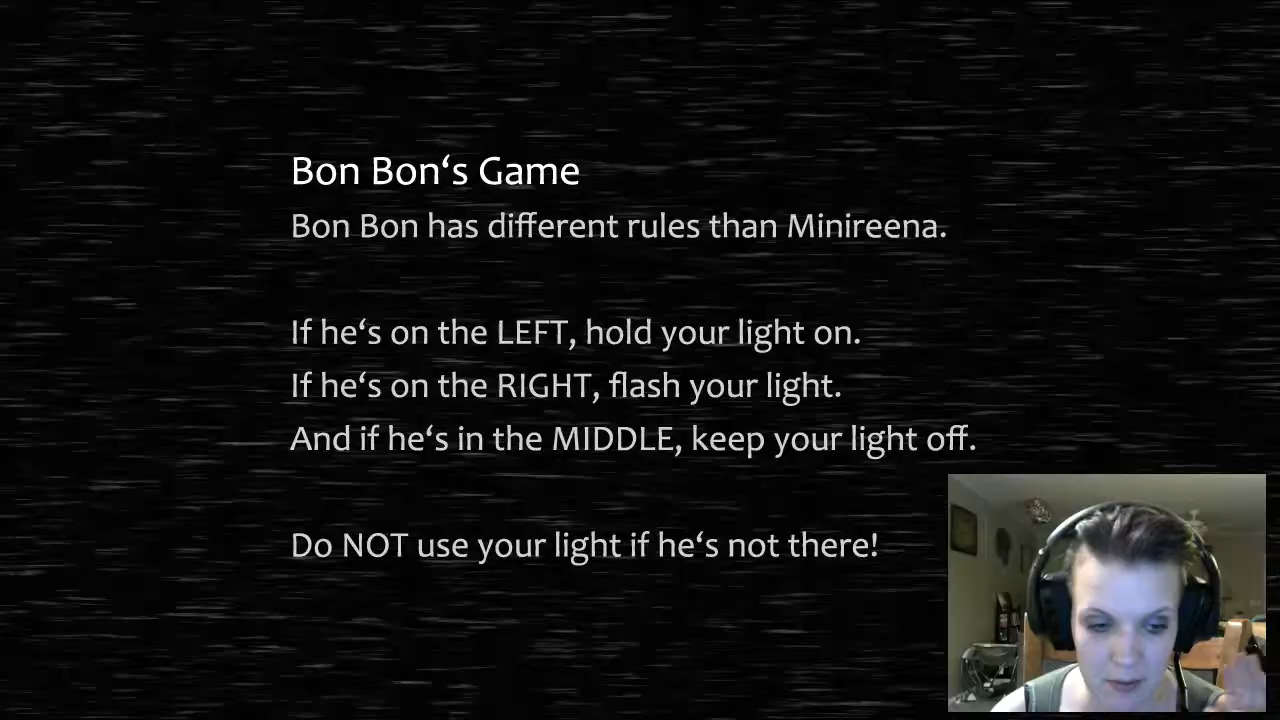 Bon Bon‘s Game
Bon Bon has different rules than Minireena.
If he‘s on the LEFT, hold your light on.
If he‘s on the RIGHT, flash your light.
And if he‘s in the MIDDLE, keep your light off.
Do NOT use your light if he‘s not there!